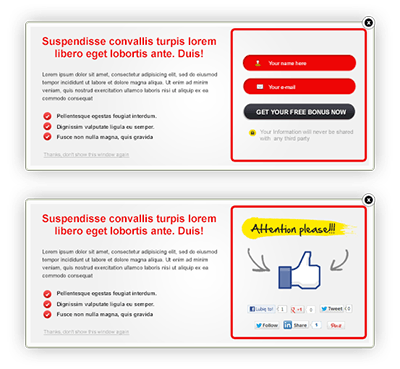 Suspendisse convallis turpis lorem
libero eget lobortis ante. Duis!
Lorem ipsum dolor sit amet, consectetur adipisicing elit, sed do eiusmod
tempor incididunt ut labore et dolore magna aliqua. Ut enim ad minim
veniam, quis nostrud exercitation ullamco laboris nisi ut aliquip ex ea
commodo consequat
Pellentesque egestas feugiat interdum.
Dignissim vulputate ligula eu semper.
Fusce non nulla magna, quis gravida
Thanks, don't show this window again
Your name here
Your e-mail
GET YOUR FREE BONUS NOW
Your information will never be shared
with any third party
Suspendisse convallis turpis lorem
libero eget lobortis ante. Duis!
Lorem ipsum dolor sit amet, consectetur adipisicing elit, sed do eiusmod
tempor incididunt ut labore et dolore magna aliqua. Ut enim ad minim
veniam, quis nostrud exercitation ullamco laboris nisi ut aliquip ex ea
commodo consequat
Pellentesque egestas feugiat interdum.
Dignissim vulputate ligula eu semper.
Fusce non nulla magna, quis gravida
Thanks, don't show this window again
Attention please!!!
Lubię to! 1 +1 0 Tweet 0
Follow in Share 1 Pin it